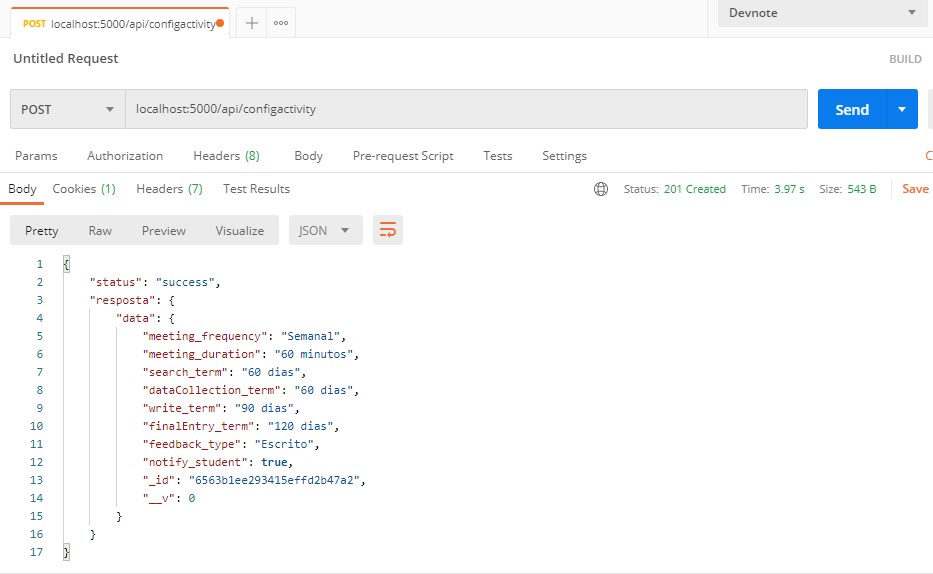 POST localhost:5000/api/configactivity
Devnote
Untitled Request
BUILD
POST localhost:5000/api/configactivity Send
Params Authorization Headers (8) Body Pre-request Script Tests Settings C
Body Cookies (1) Headers (7) Test Results Status: 201 Created Time: 3.97 s Size: 543 B Save
Pretty Raw Preview Visualize JSON
1 {
2 "status": "success",
3 "resposta": {
4 "data": {
5 "meeting_frequency": "Semanal",
6 "meeting_duration": "60 minutos",
7 "search_term": "60 dias",
8 "dataCollection_term": "60 dias",
9 "write_term": "90 dias",
10 "finalEntry_term": "120 dias",
11 "feedback_type": "Escrito",
12 "notify_student": true,
13 "_id": "6563b1ee293415effd2b47a2",
14 "__v": 0
15 }
16 }
17 }